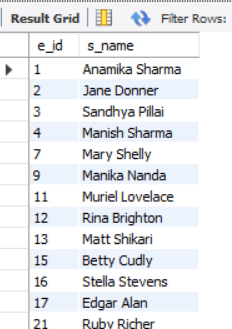 Result Grid Filter Rows:
e_id s_name
1 Anamika Sharma
2 Jane Donner
3 Sandhya Pillai
4 Manish Sharma
7 Mary Shelly
9 Manika Nanda
11 Muriel Lovelace
12 Rina Brighton
13 Matt Shikari
15 Betty Cudly
16 Stella Stevens
17 Edgar Alan
21 Ruby Richer